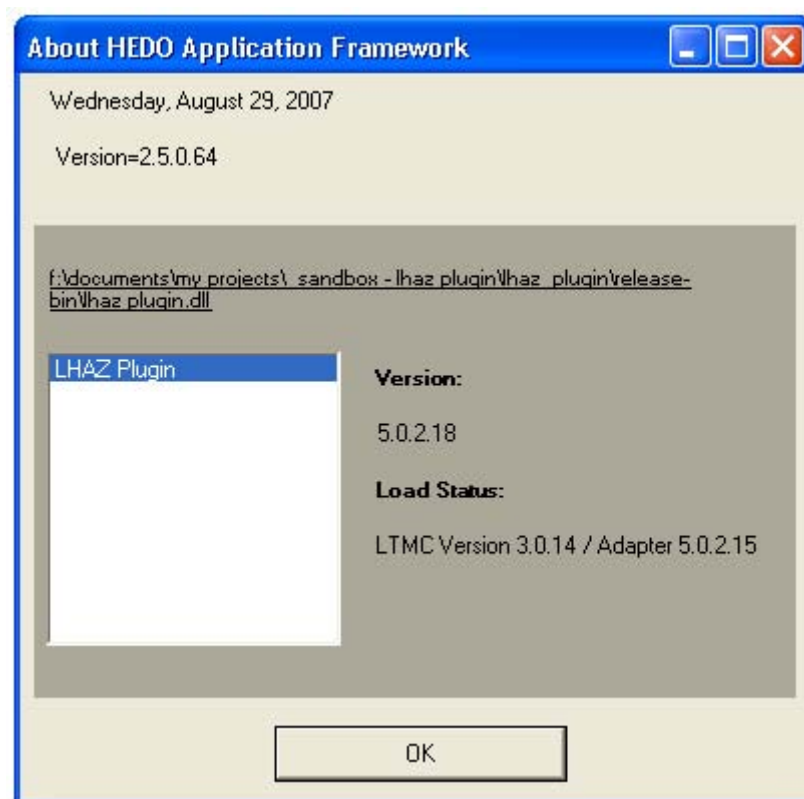 About HEDO Application Framework
Wednesday, August 29, 2007
Version=2.5.0.64
f:\documents\my projects\_sandbox - lhaz plugin\lhaz_plugin\release-
bin\lhaz plugin.dll
LHAZ Plugin
Version:
5.0.2.18
Load Status:
LTMC Version 3.0.14 / Adapter 5.0.2.15
OK